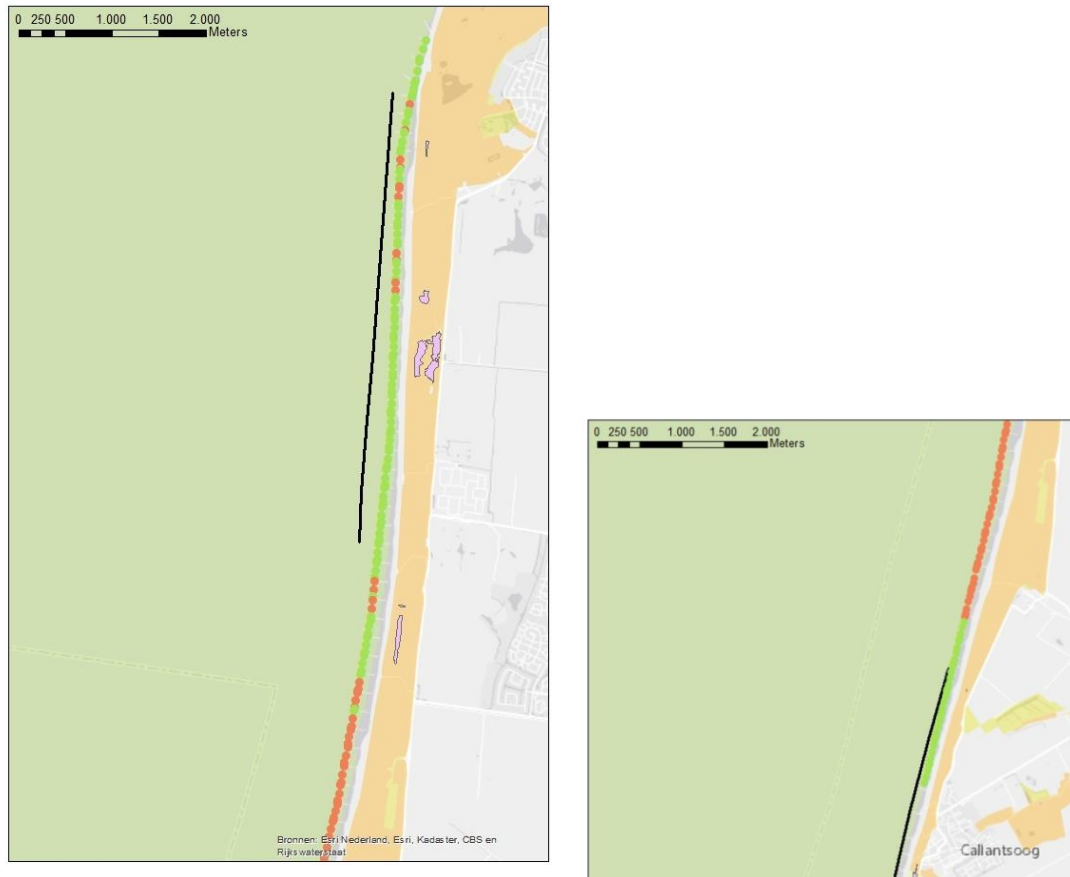 0 250 500 1.000 1.500 2.000
Meters
Bronnen: Esri Nederland, Esri, Kadaster, CBS en
Rijkswaterstaat
0 250 500 1.000 1.500 2.000
Meters
Callantsoog